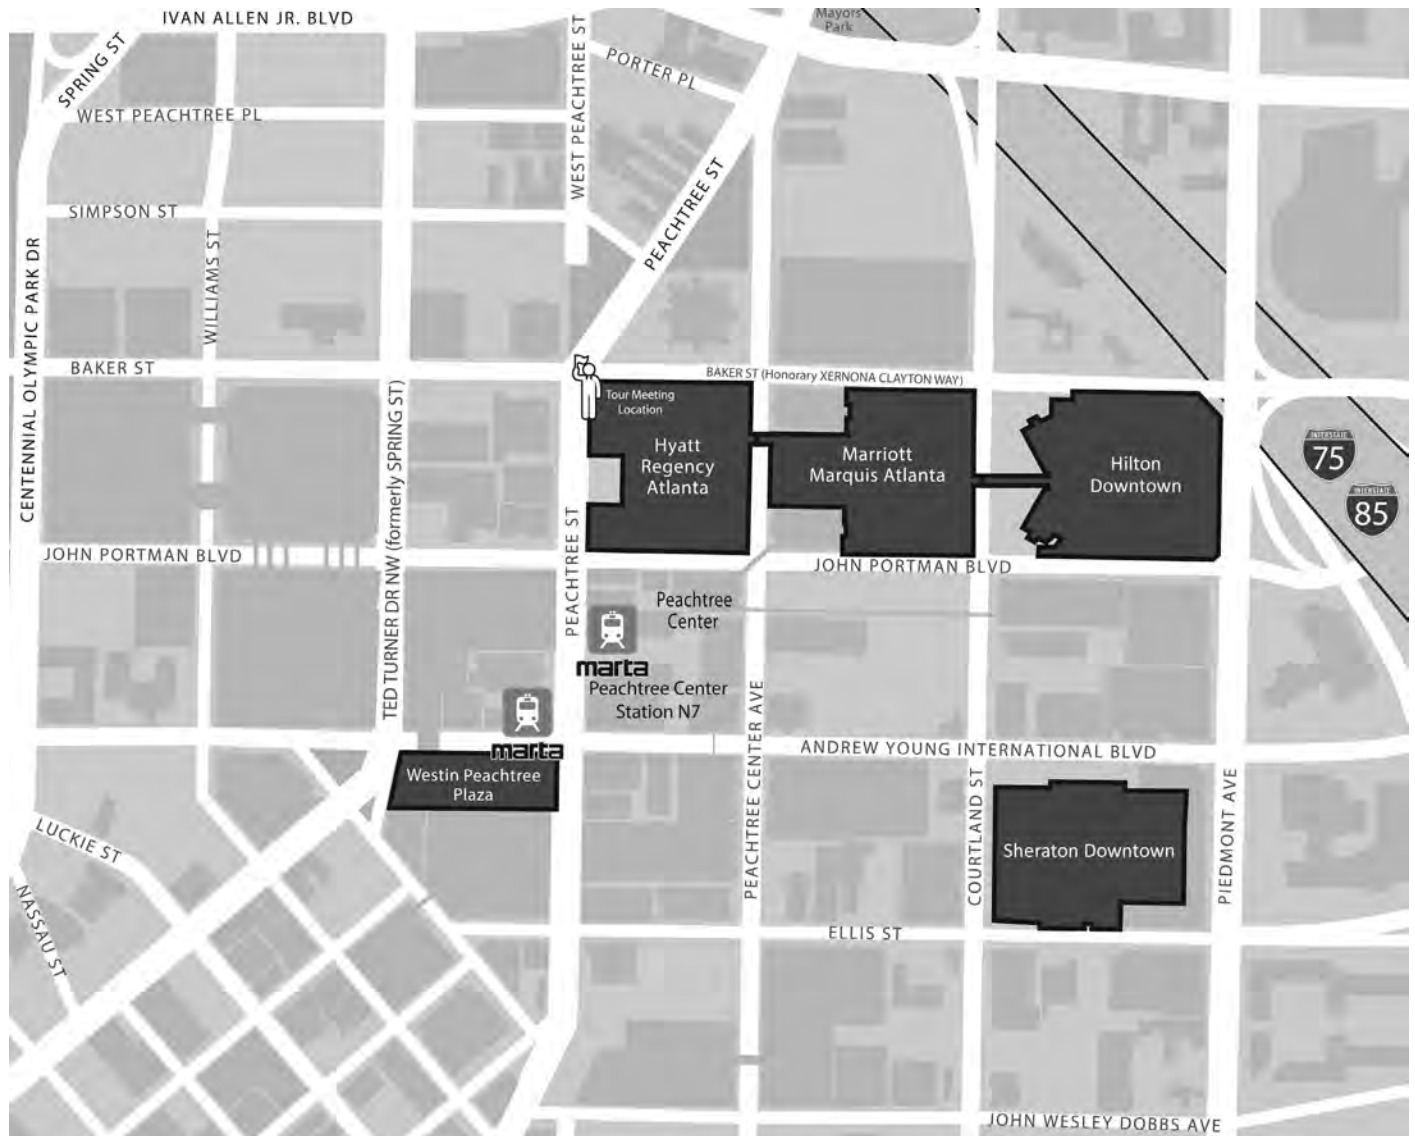 IVAN ALLEN JR. BLVD
Mayors
Park
SPRING ST
WEST PEACHTREE ST
PORTER PL
WEST PEACHTREE PL
PEACHTREE ST
SIMPSON ST
WILLIAMS ST
CENTENNIAL OLYMPIC PARK DR
BAKER ST
BAKER ST (Honorary XERNONA CLAYTON WAY)
Tour Meeting
Location
Hyatt
Regency
Atlanta
Marriott
Marquis Atlanta
Hilton
Downtown
INTERSTATE
75
INTERSTATE
85
TED TURNER DR NW (formerly SPRING ST)
PEACHTREE ST
JOHN PORTMAN BLVD
JOHN PORTMAN BLVD
Peachtree
Center
marta
Peachtree Center
Station N7
marta
PEACHTREE CENTER AVE
ANDREW YOUNG INTERNATIONAL BLVD
Westin Peachtree
Plaza
COURTLAND ST
PIEDMONT AVE
LUCKIE ST
Sheraton Downtown
NASSAU ST
ELLIS ST
JOHN WESLEY DOBBS AVE